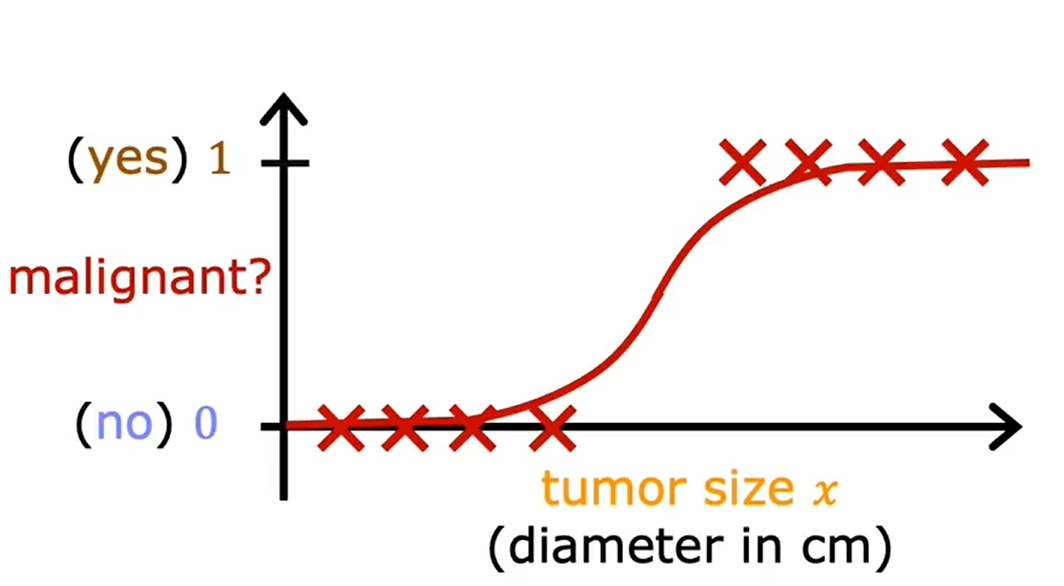 (yes) 1
malignant?
(no) 0
tumor size x
(diameter in cm)